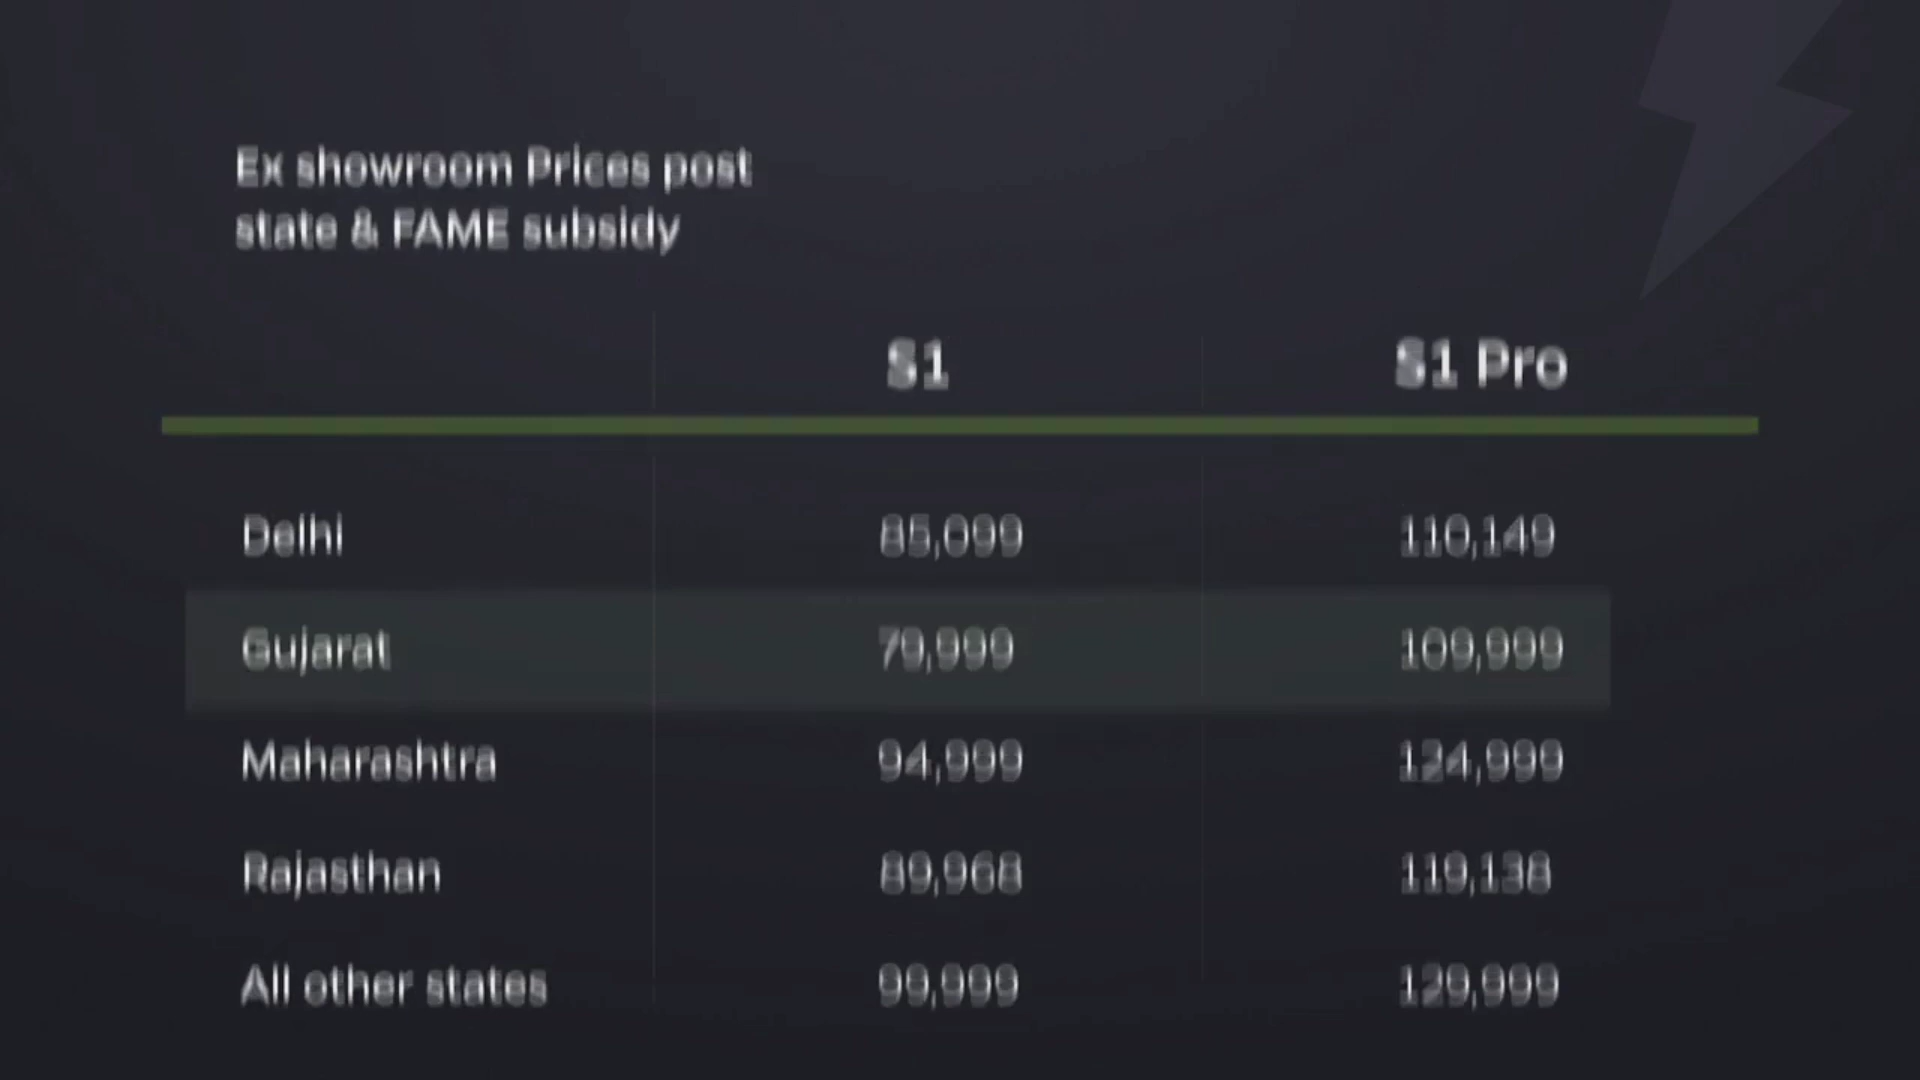 Ex showroom Prices post
state & FAME subsidy
S1 S1 Pro
Delhi 85,099 110,149
Gujarat 79,999 109,999
Maharashtra 94,999 124,999
Rajasthan 89,968 119,138
All other states 99,999 129,999